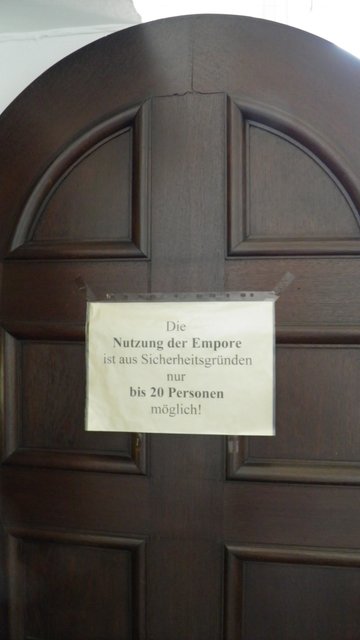 Die
Nutzung der Empore
ist aus Sicherheitsgründen
nur
bis 20 Personen
möglich!